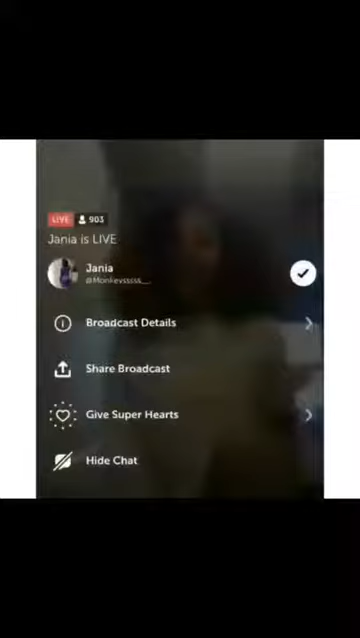 LIVE 903
Jania is LIVE
Jania
Broadcast Details
Share Broadcast
Give Super Hearts
Hide Chat